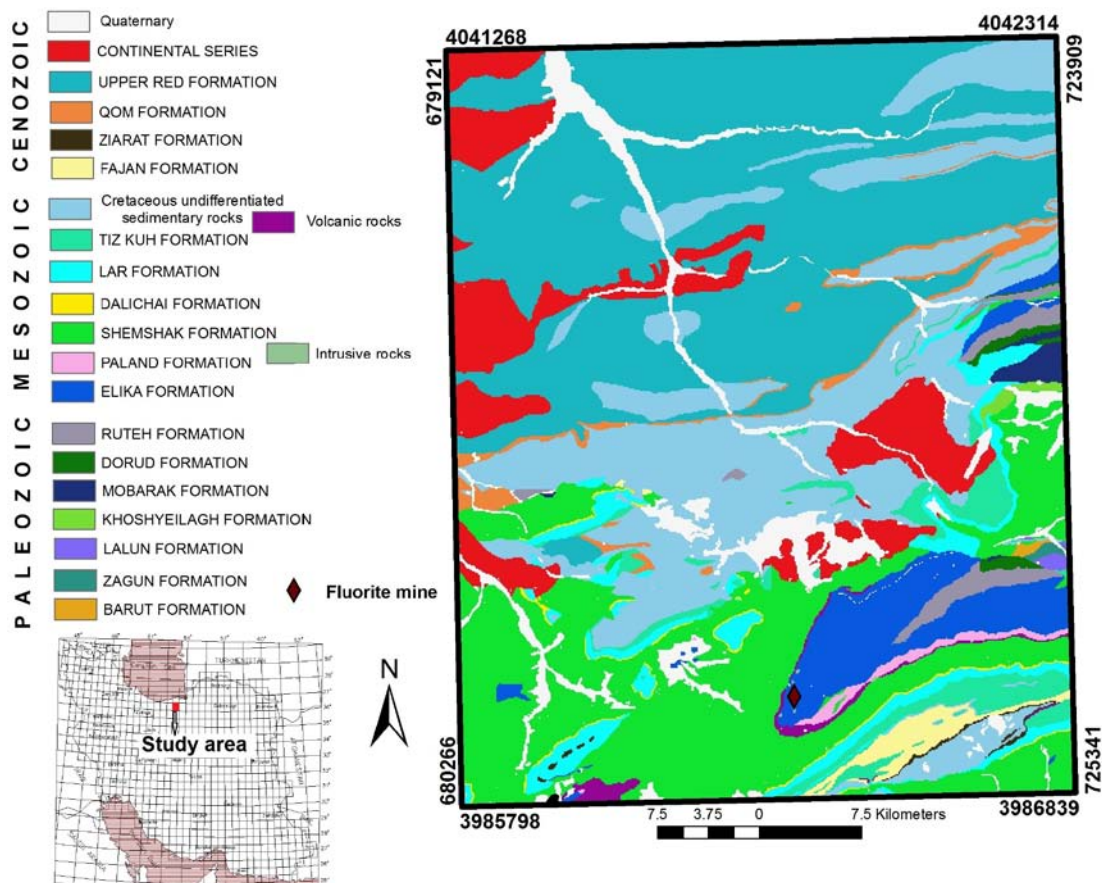 PALEOZOIC MESOZOIC CENOZOIC
Quaternary
CONTINENTAL SERIES
UPPER RED FORMATION
QOM FORMATION
ZIARAT FORMATION
FAJAN FORMATION
Cretaceous undifferentiated
sedimentary rocks
Volcanic rocks
TIZ KUH FORMATION
LAR FORMATION
DALICHAI FORMATION
SHEMSHAK FORMATION
Intrusive rocks
PALAND FORMATION
ELIKA FORMATION
RUTEH FORMATION
DORUD FORMATION
MOBARAK FORMATION
KHOSHYEILAGH FORMATION
LALUN FORMATION
ZAGUN FORMATION
BARUT FORMATION
Fluorite mine
N
Study area
TURKMENISTAN
4041268
4042314
679121
723909
680266
725341
3985798
3986839
7.5 3.75 0 7.5 Kilometers